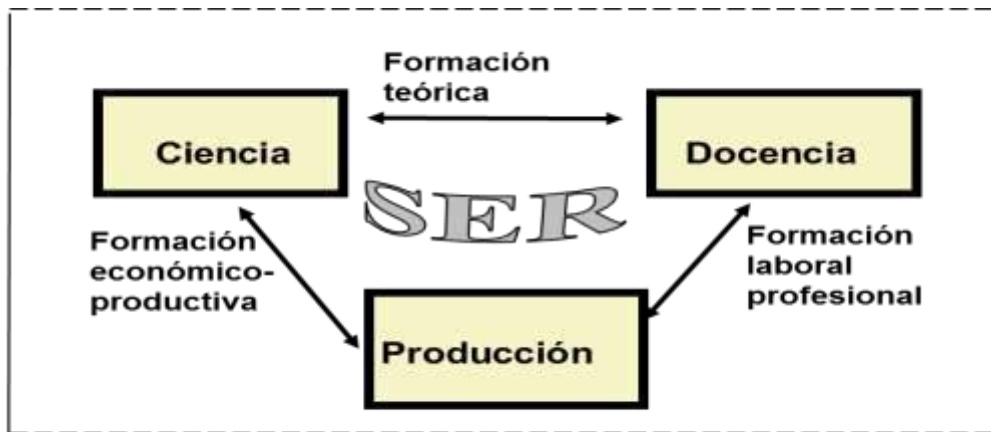 Formación
teórica
Ciencia
Docencia
SER
Formación
económico-
productiva
Formación
laboral
profesional
Producción